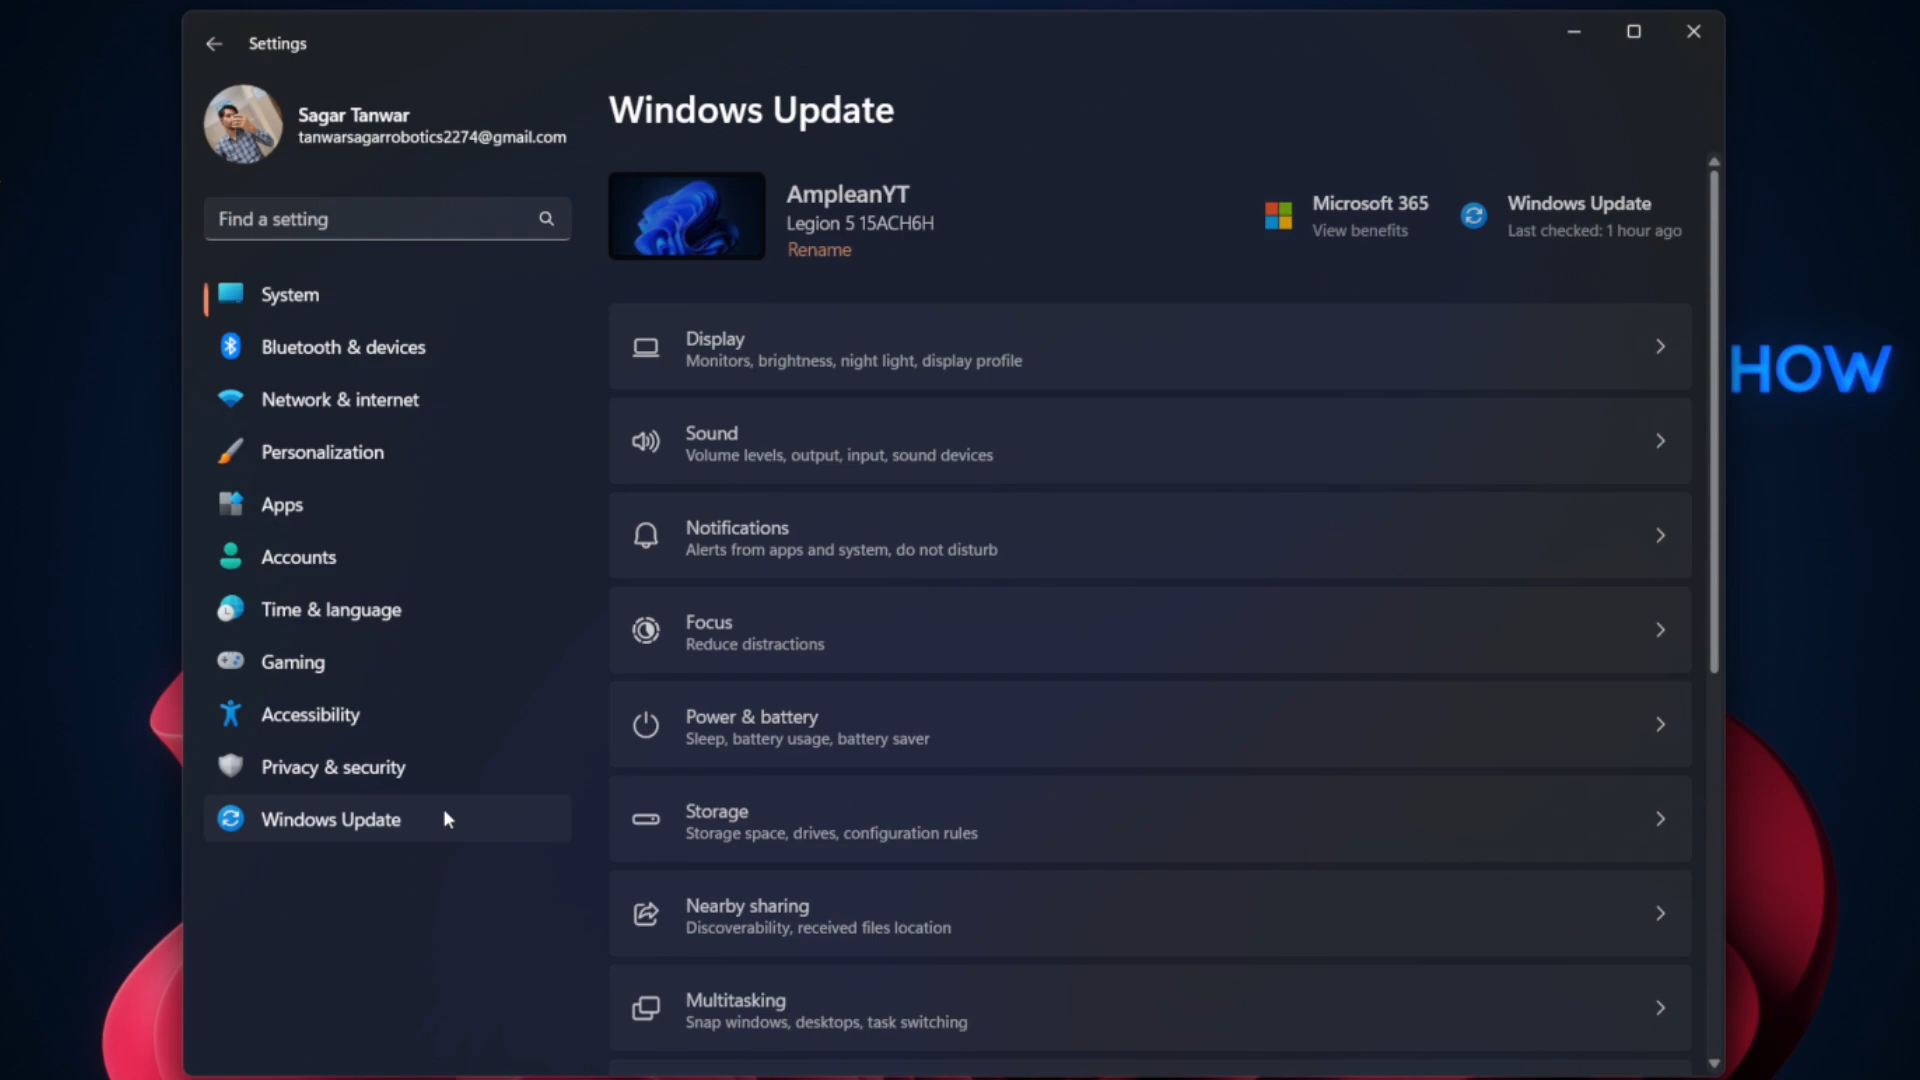 Settings
Sagar Tanwar
tanwarsagarrobotics2274@gmail.com
Find a setting
System
Bluetooth & devices
Network & internet
Personalization
Apps
Accounts
Time & language
Gaming
Accessibility
Privacy & security
Windows Update
Windows Update
AmpleanYT
Legion 5 15ACH6H
Rename
Microsoft 365
View benefits
Windows Update
Last checked: 1 hour ago
Display
Monitors, brightness, night light, display profile
Sound
Volume levels, output, input, sound devices
Notifications
Alerts from apps and system, do not disturb
Focus
Reduce distractions
Power & battery
Sleep, battery usage, battery saver
Storage
Storage space, drives, configuration rules
Nearby sharing
Discoverability, received files location
Multitasking
Snap windows, desktops, task switching
HOW